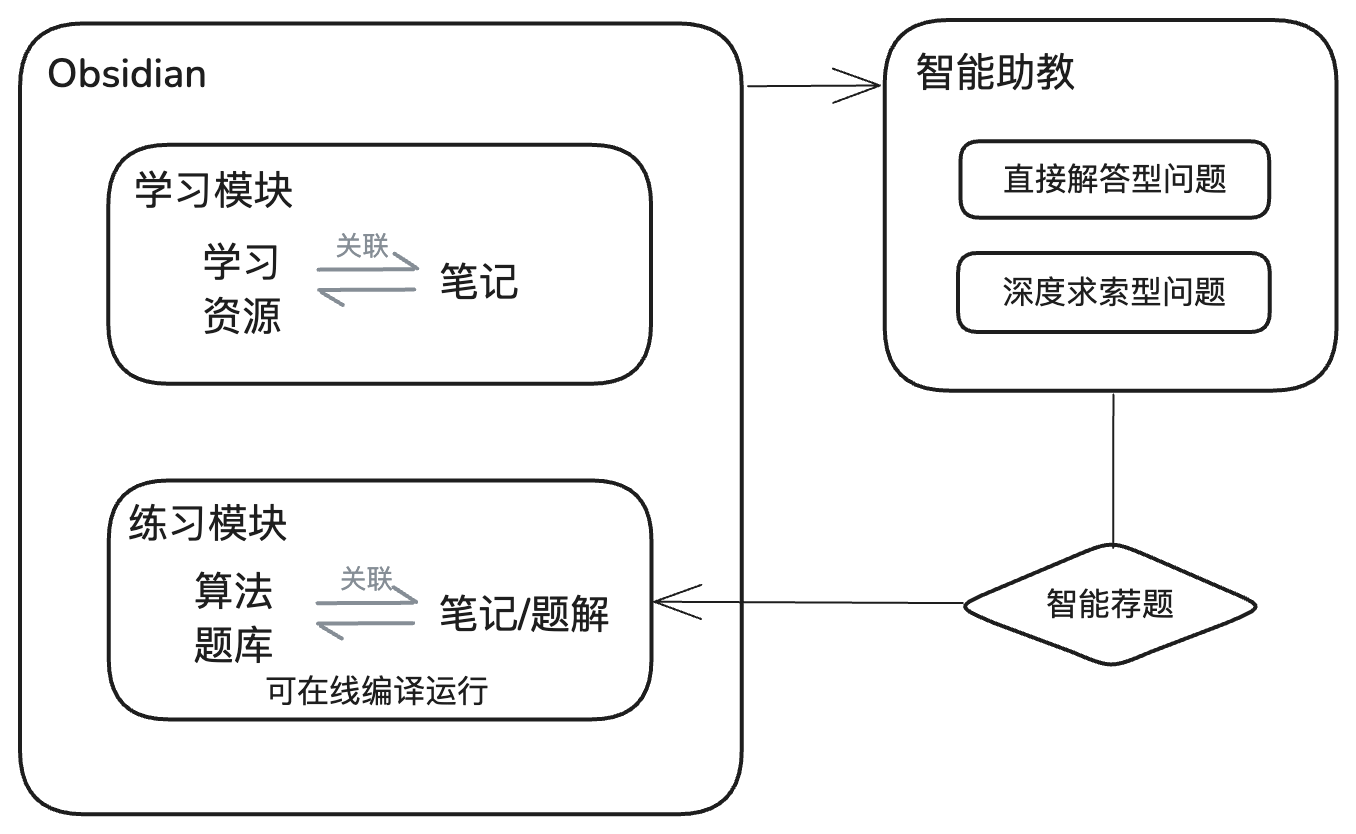 Obsidian
学习模块
学习
资源
关联
笔记
练习模块
算法
题库
关联
笔记/题解
可在线编译运行
智能助教
直接解答型问题
深度求索型问题
智能荐题